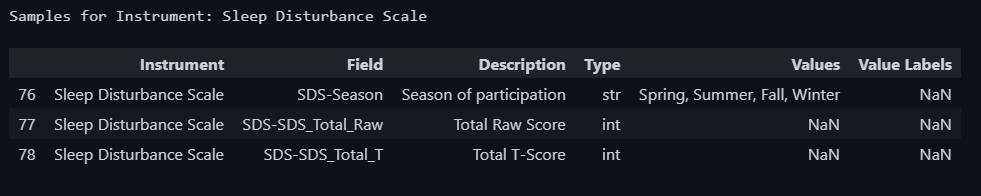 Samples for Instrument: Sleep Disturbance Scale
Instrument Field Description Type Values Value Labels
76 Sleep Disturbance Scale SDS-Season Season of participation str Spring, Summer, Fall, Winter NaN
77 Sleep Disturbance Scale SDS-SDS_Total_Raw Total Raw Score int NaN NaN
78 Sleep Disturbance Scale SDS-SDS_Total_T Total T-Score int NaN NaN